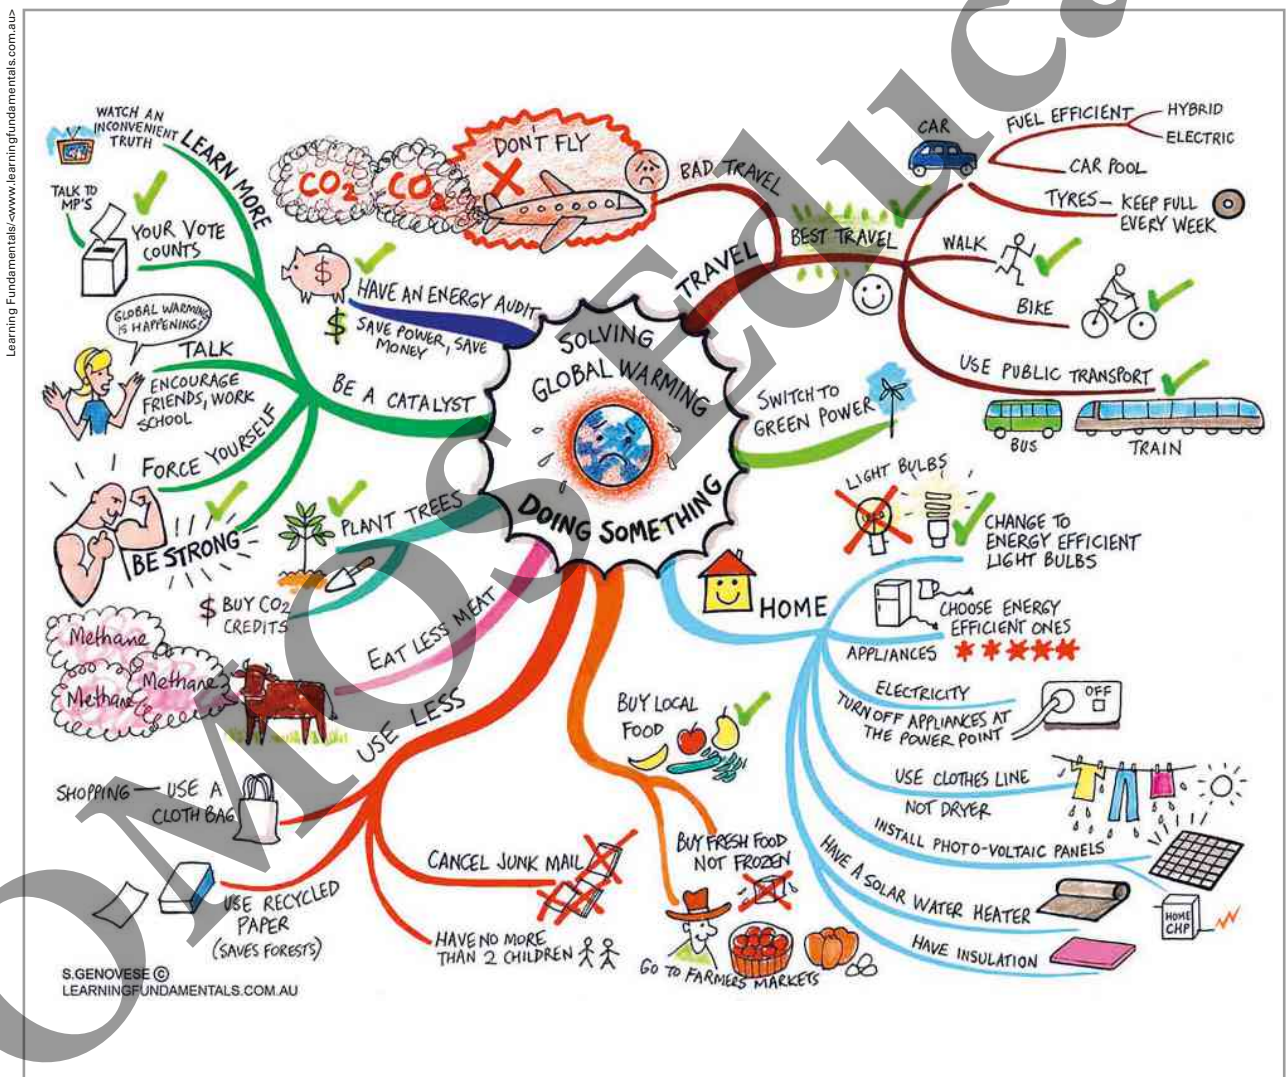 Learning Fundamentals/<www.learningfundamentals.com.au>
SOLVING
GLOBAL WARMING
DOING SOMETHING
TRAVEL
BAD TRAVEL
DON'T FLY
CO2
CO2
BEST TRAVEL
CAR
FUEL EFFICIENT
HYBRID
ELECTRIC
CAR POOL
TYRES — KEEP FULL
EVERY WEEK
WALK
BIKE
USE PUBLIC TRANSPORT
BUS
TRAIN
SWITCH TO
GREEN POWER
HOME
LIGHT BULBS
CHANGE TO
ENERGY EFFICIENT
LIGHT BULBS
CHOOSE ENERGY
EFFICIENT ONES
APPLIANCES
ELECTRICITY
TURN OFF APPLIANCES AT
THE POWER POINT
OFF
USE CLOTHES LINE
NOT DRYER
INSTALL PHOTO-VOLTAIC PANELS
HOME
CHP
HAVE A SOLAR WATER HEATER
HAVE INSULATION
BUY LOCAL
FOOD
BUY FRESH FOOD
NOT FROZEN
GO TO FARMERS MARKETS
USE LESS
SHOPPING — USE A
CLOTH BAG
USE RECYCLED
PAPER
(SAVES FORESTS)
CANCEL JUNK MAIL
HAVE NO MORE
THAN 2 CHILDREN
EAT LESS MEAT
Methane
Methane
Methane
PLANT TREES
$ BUY CO2
CREDITS
BE A CATALYST
LEARN MORE
WATCH AN
INCONVENIENT
TRUTH
TALK TO
MP'S
YOUR VOTE
COUNTS
GLOBAL WARMING
IS HAPPENING!
TALK
ENCOURAGE
FRIENDS, WORK
SCHOOL
FORCE YOURSELF
BE STRONG
HAVE AN ENERGY AUDIT
$
$
SAVE POWER, SAVE
MONEY
S.GENOVESE ©
LEARNINGFUNDAMENTALS.COM.AU